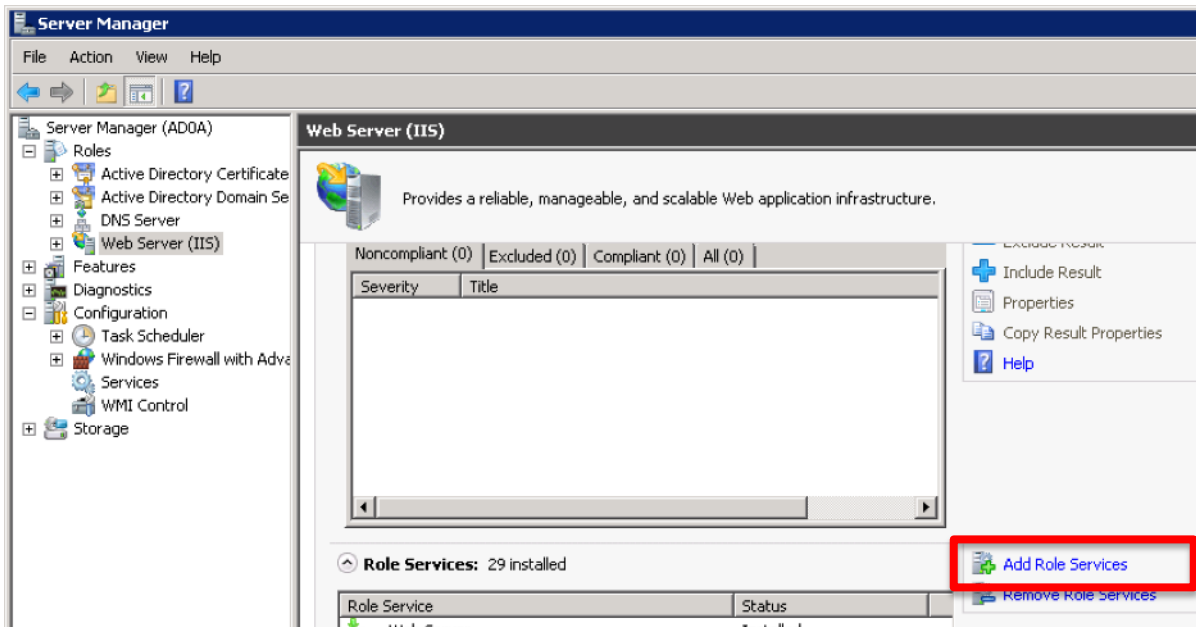 Server Manager
File Action View Help
Server Manager (AD0A)
Roles
Active Directory Certificate
Active Directory Domain Se
DNS Server
Web Server (IIS)
Features
Diagnostics
Configuration
Task Scheduler
Windows Firewall with Adva
Services
WMI Control
Storage
Web Server (IIS)
Provides a reliable, manageable, and scalable Web application infrastructure.
Noncompliant (0) Excluded (0) Compliant (0) All (0)
Severity Title
Exclude Result
Include Result
Properties
Copy Result Properties
Help
Role Services: 29 installed
Add Role Services
Remove Role Services
Role Service Status